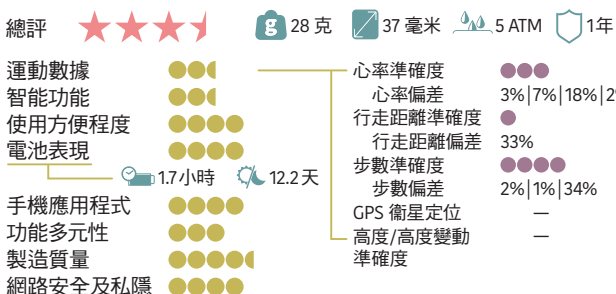 總評 g 28 克 37 毫米 5 ATM 1年
運動數據 心率準確度
智能功能 心率偏差 3%|7%|18%|2
使用方便程度 行走距離準確度
電池表現 行走距離偏差 33%
1.7小時 12.2天 步數準確度
步數偏差 2%|1%|34%
手機應用程式 GPS 衛星定位 —
功能多元性 高度/高度變動 —
製造質量 準確度
網路安全及私隱